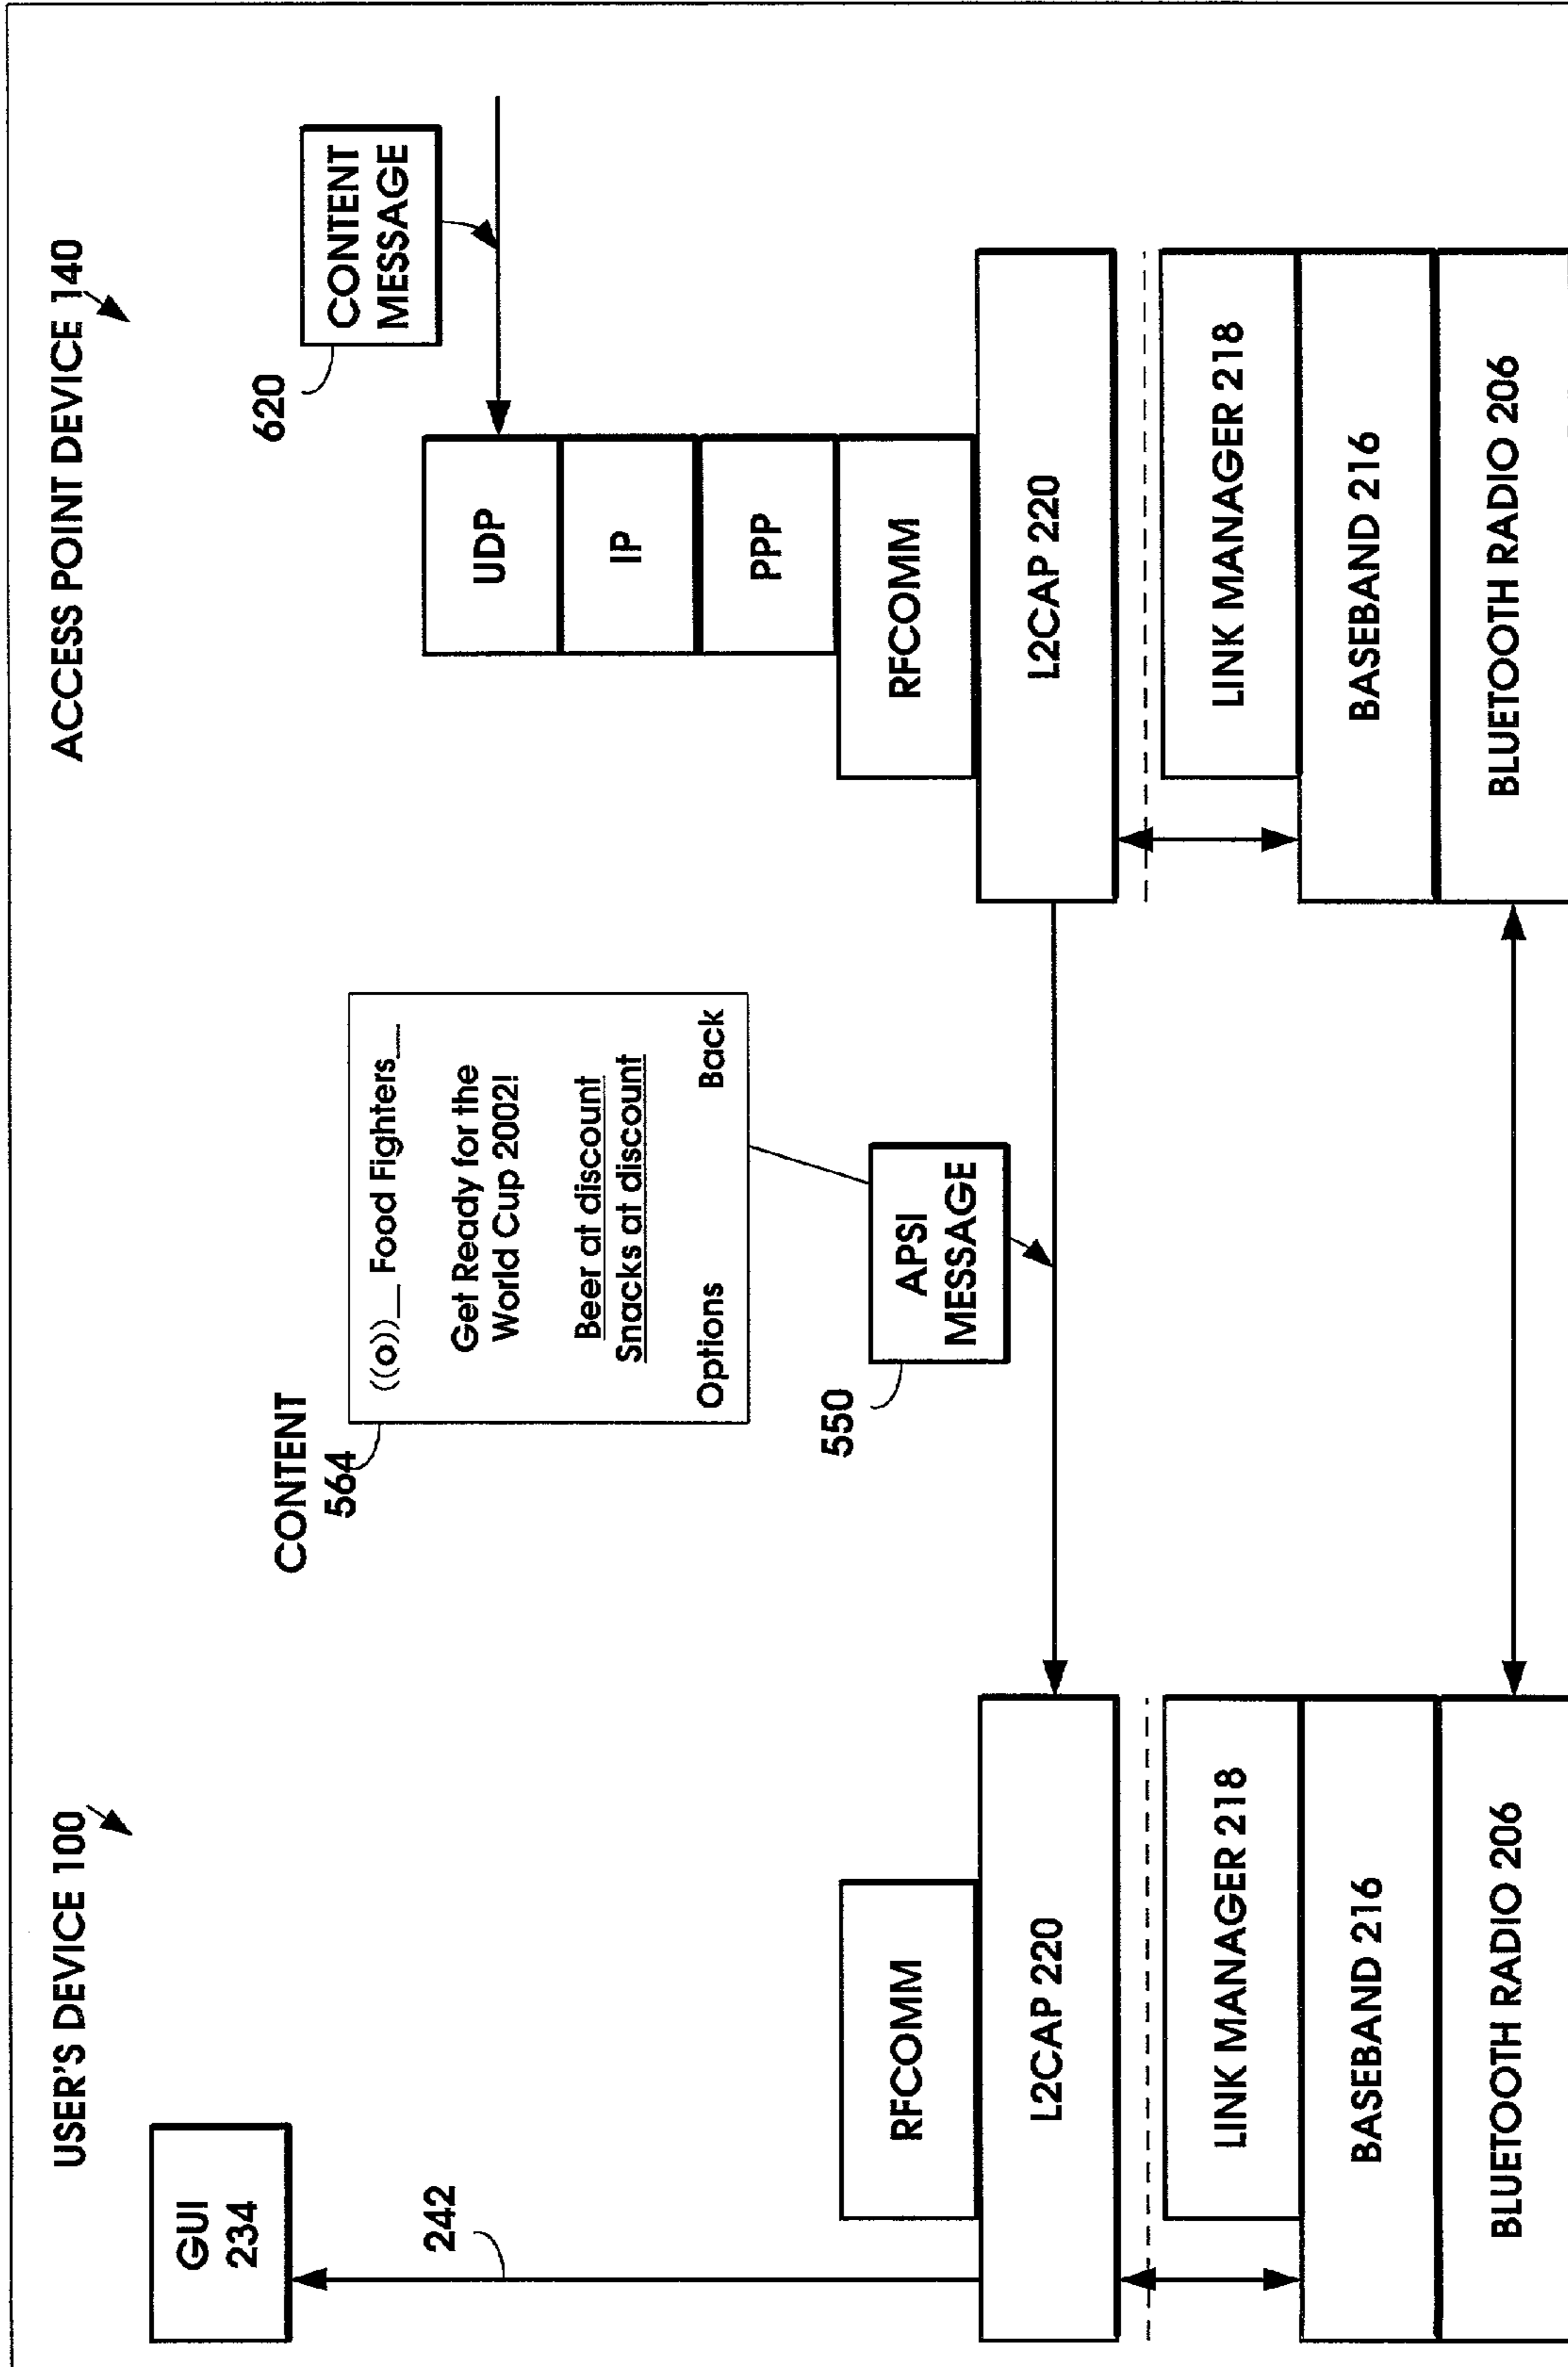 USER'S DEVICE 100
GUI
234
242
RFCOMM
L2CAP 220
LINK MANAGER 218
BASEBAND 216
BLUETOOTH RADIO 206
CONTENT
564
((o))__ Food Fighters__
Get Ready for the
World Cup 2002!
Beer at discount
Snacks at discount
Options Back
550
APSI
MESSAGE
ACCESS POINT DEVICE 140
620
CONTENT
MESSAGE
UDP
IP
PPP
RFCOMM
L2CAP 220
LINK MANAGER 218
BASEBAND 216
BLUETOOTH RADIO 206